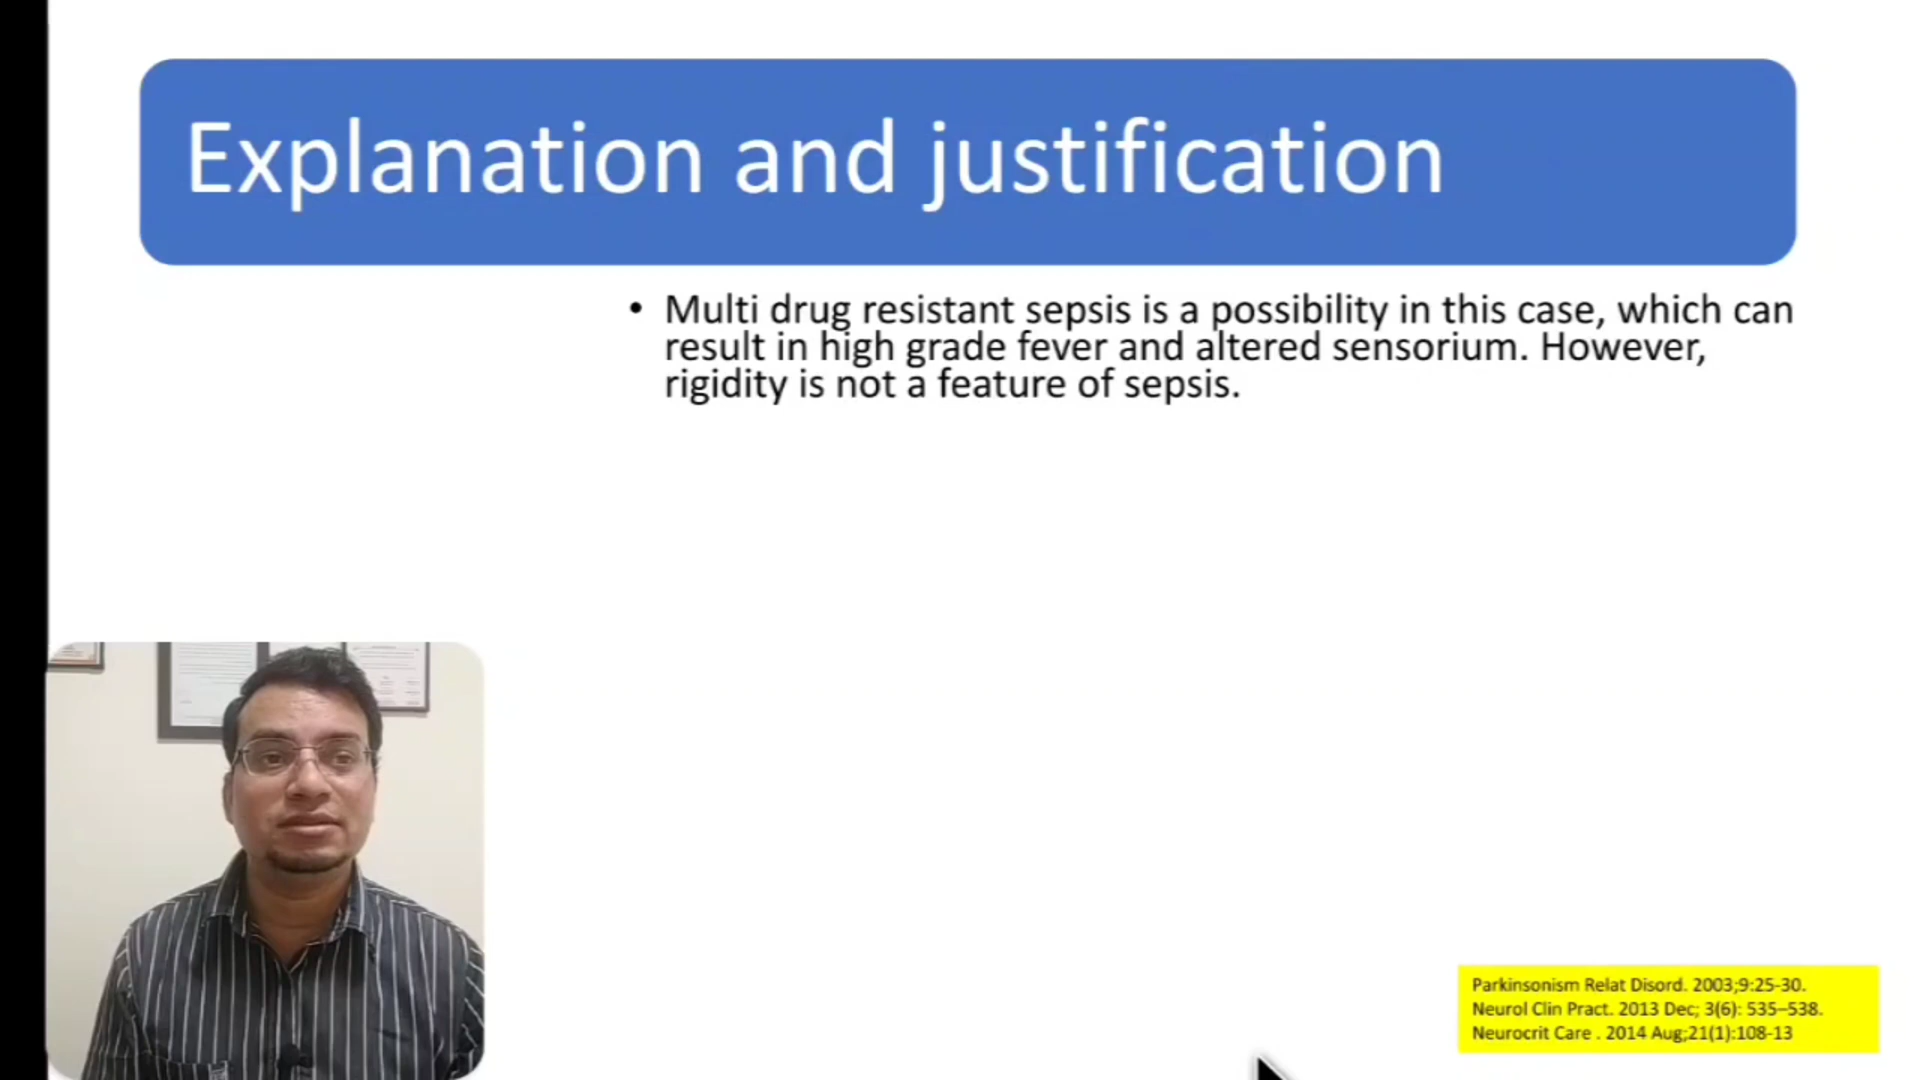 Explanation and justification
• Multi drug resistant sepsis is a possibility in this case, which can
result in high grade fever and altered sensorium. However,
rigidity is not a feature of sepsis.
Parkinsonism Relat Disord. 2003;9:25-30.
Neurol Clin Pract. 2013 Dec; 3(6): 535–538.
Neurocrit Care . 2014 Aug;21(1):108-13